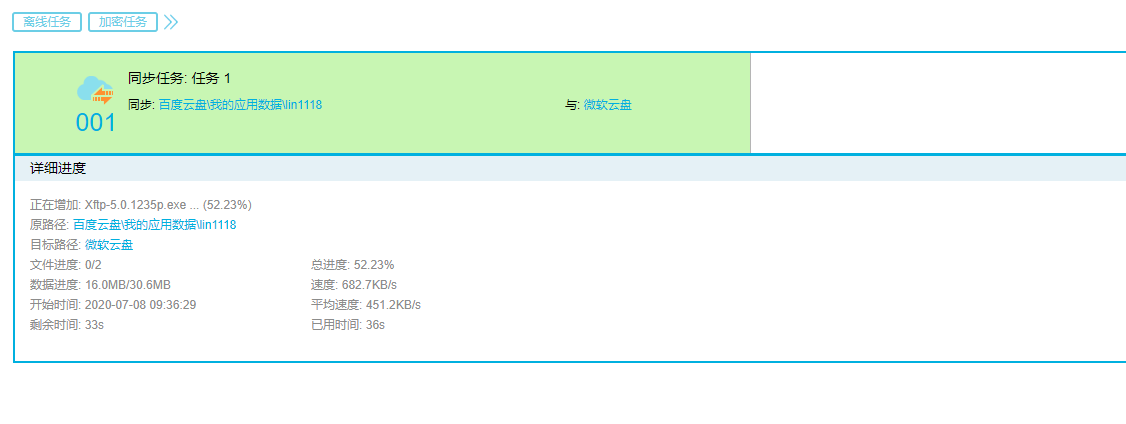 离线任务 加密任务
同步任务: 任务 1
同步: 百度云盘\我的应用数据\lin1118 与: 微软云盘
001
详细进度
正在增加: Xftp-5.0.1235p.exe ... (52.23%)
原路径: 百度云盘\我的应用数据\lin1118
目标路径: 微软云盘
文件进度: 0/2 总进度: 52.23%
数据进度: 16.0MB/30.6MB 速度: 682.7KB/s
开始时间: 2020-07-08 09:36:29 平均速度: 451.2KB/s
剩余时间: 33s 已用时间: 36s